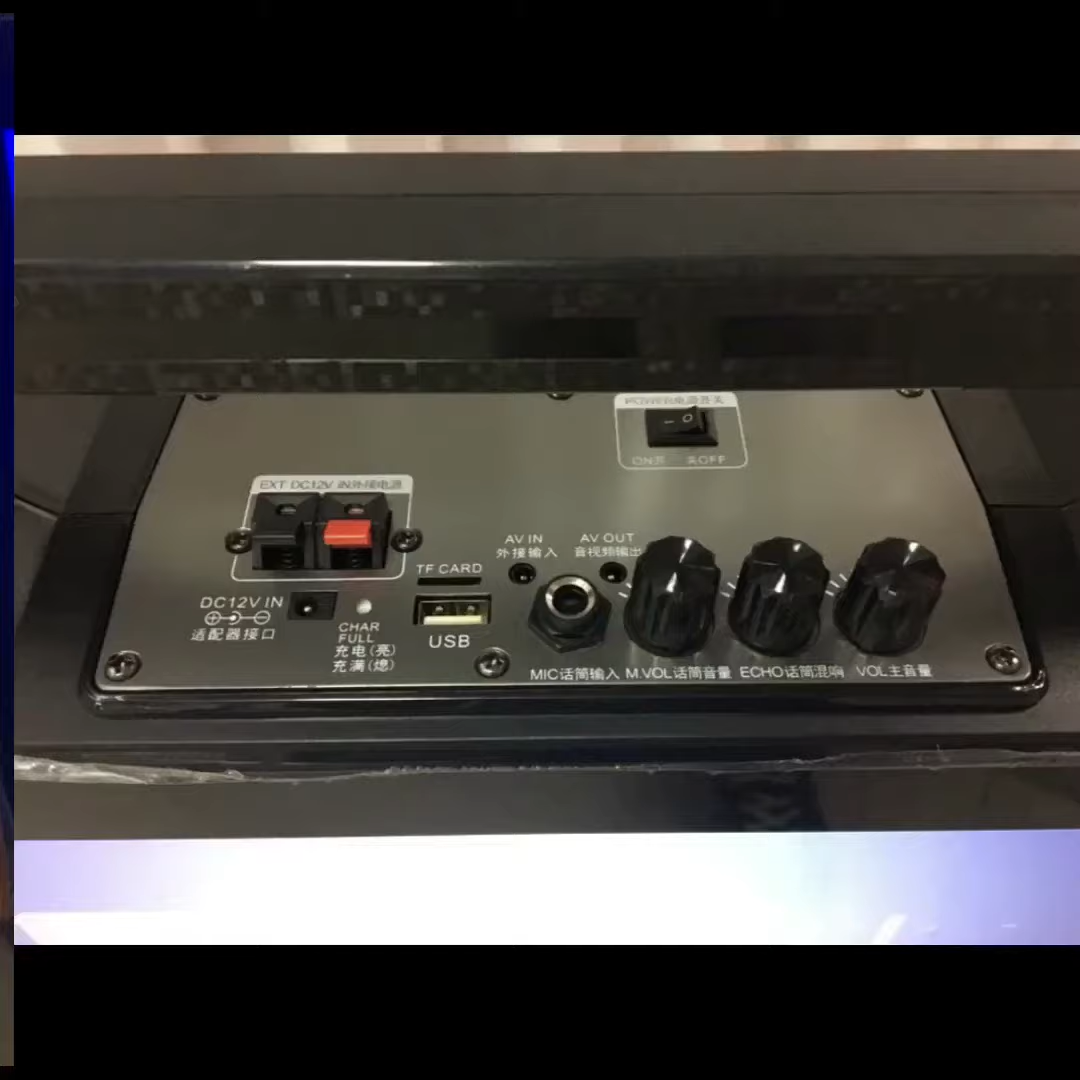 POWER电源开关
ON开 关OFF
EXT DC12V IN外接电源
AV IN
外接输入
AV OUT
音视频输出
TF CARD
USB
DC12V IN
适配器接口
CHAR
FULL
充电(亮)
充满(熄)
MIC话筒输入 M.VOL话筒音量 ECHO话筒混响 VOL主音量